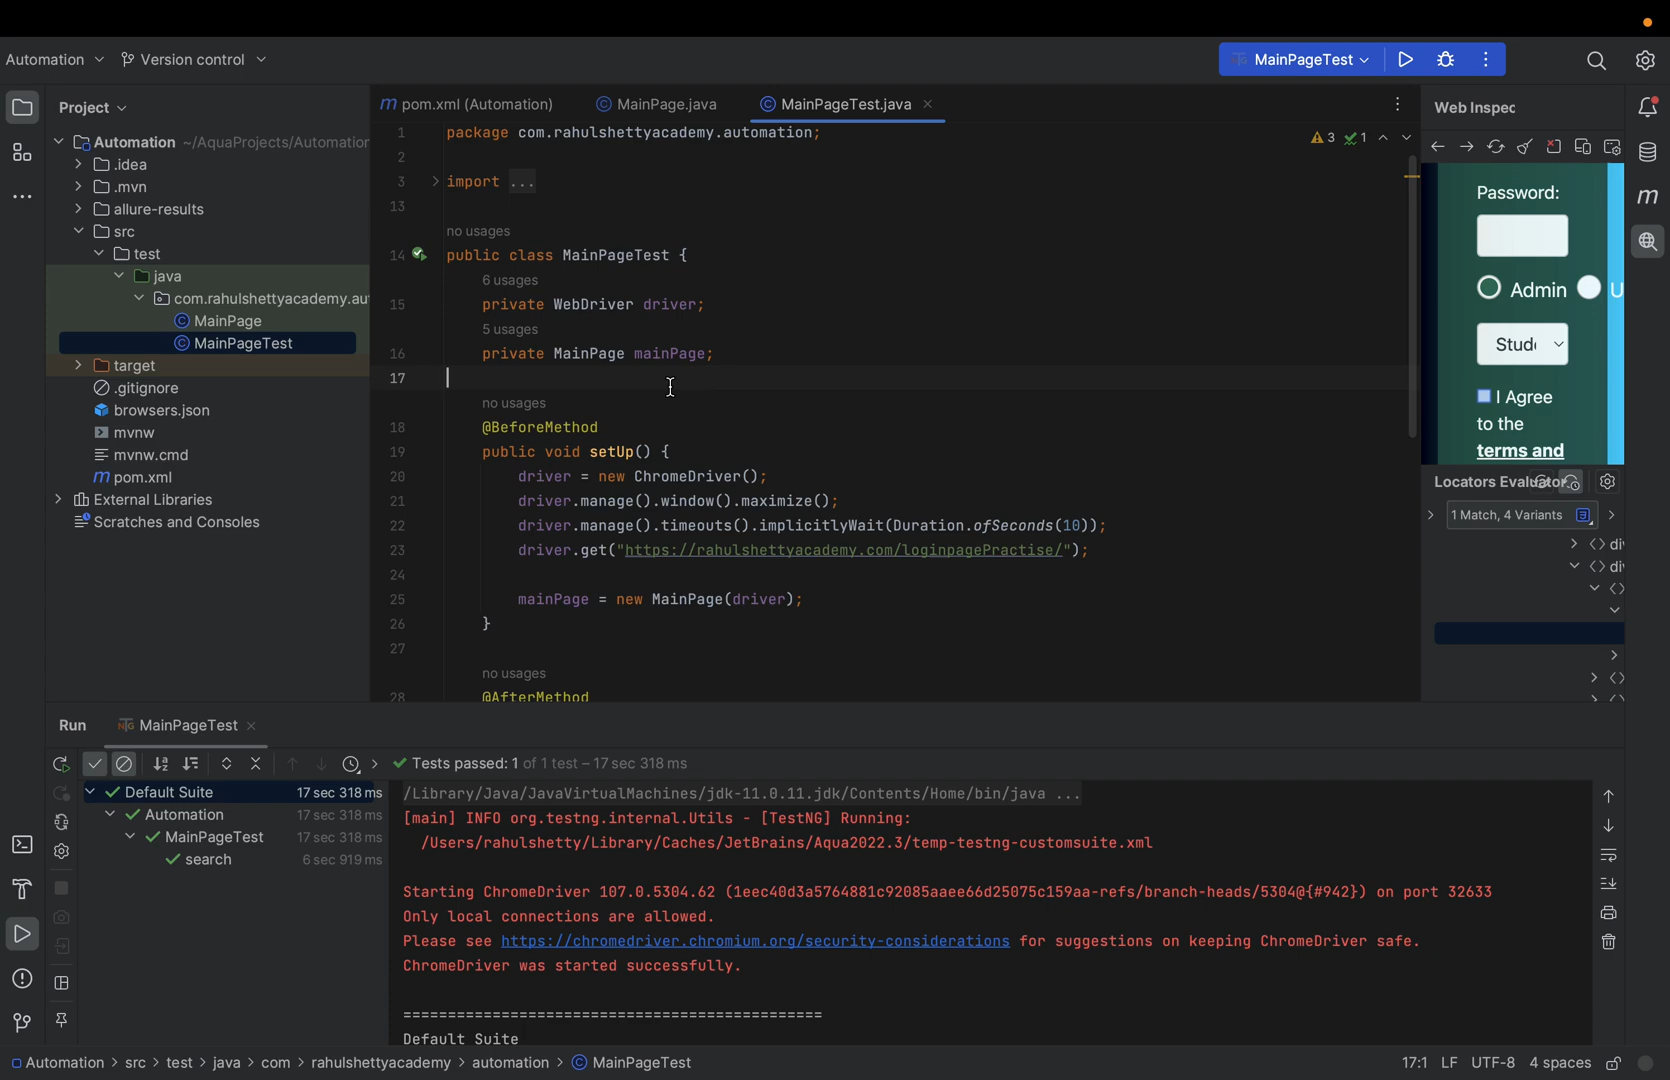 Automation
Version control
MainPageTest
Project
pom.xml (Automation)
MainPage.java
MainPageTest.java
Web Inspec
Automation ~/AquaProjects/Automation
.idea
.mvn
allure-results
src
test
java
com.rahulshettyacademy.au
MainPage
MainPageTest
target
.gitignore
browsers.json
mvnw
mvnw.cmd
pom.xml
External Libraries
Scratches and Consoles
3 1
1 package com.rahulshettyacademy.automation;
2
3 import ...
13
no usages
14 public class MainPageTest {
6 usages
15 private WebDriver driver;
5 usages
16 private MainPage mainPage;
17
no usages
18 @BeforeMethod
19 public void setUp() {
20 driver = new ChromeDriver();
21 driver.manage().window().maximize();
22 driver.manage().timeouts().implicitlyWait(Duration.ofSeconds(10));
23 driver.get("https://rahulshettyacademy.com/loginpagePractise/");
24
25 mainPage = new MainPage(driver);
26 }
27
no usages
28 @AfterMethod
Password:
Admin U
Stud
I Agree
to the
terms and
Locators Evaluator
1 Match, 4 Variants
<> di
<> di
<>
<>
Run
MainPageTest
Tests passed: 1 of 1 test – 17 sec 318 ms
Default Suite 17 sec 318 ms
Automation 17 sec 318 ms
MainPageTest 17 sec 318 ms
search 6 sec 919 ms
/Library/Java/JavaVirtualMachines/jdk-11.0.11.jdk/Contents/Home/bin/java ...
[main] INFO org.testng.internal.Utils - [TestNG] Running:
/Users/rahulshetty/Library/Caches/JetBrains/Aqua2022.3/temp-testng-customsuite.xml
Starting ChromeDriver 107.0.5304.62 (1eec40d3a5764881c92085aaee66d25075c159aa-refs/branch-heads/5304@{#942}) on port 32633
Only local connections are allowed.
Please see https://chromedriver.chromium.org/security-considerations for suggestions on keeping ChromeDriver safe.
ChromeDriver was started successfully.
===============================================
Default Suite
Automation > src > test > java > com > rahulshettyacademy > automation > MainPageTest
17:1 LF UTF-8 4 spaces